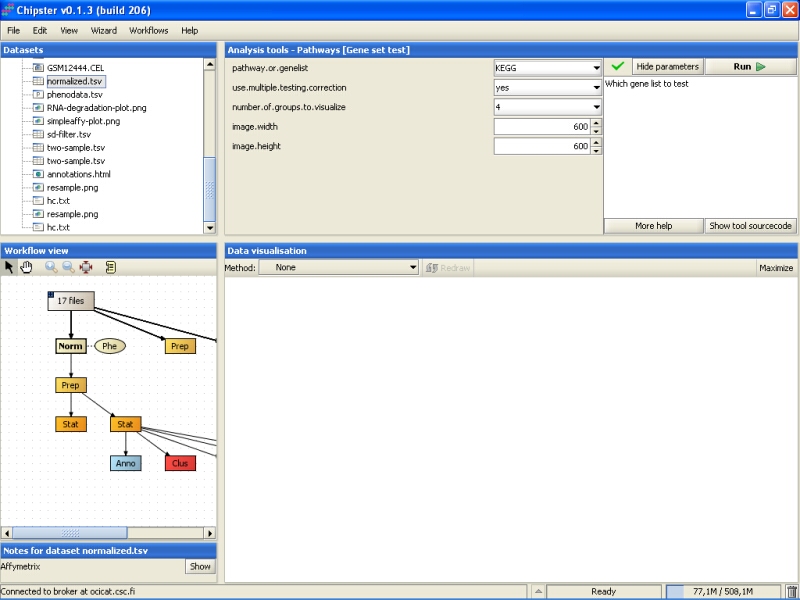 Chipster v0.1.3 (build 206)
File Edit View Wizard Workflows Help
Datasets
GSM12444.CEL
normalized.tsv
phenodata.tsv
RNA-degradation-plot.png
simpleaffy-plot.png
sd-filter.tsv
two-sample.tsv
two-sample.tsv
annotations.html
resample.png
hc.txt
resample.png
hc.txt
Analysis tools - Pathways [Gene set test]
pathway.or.genelist KEGG
use.multiple.testing.correction yes
number.of.groups.to.visualize 4
image.width 600
image.height 600
Hide parameters Run
Which gene list to test
More help Show tool sourcecode
Workflow view
17 files
Norm Phe Prep
Prep
Stat Stat
Anno Clus
Data visualisation
Method: None Redraw Maximize
Notes for dataset normalized.tsv
Affymetrix Show
Connected to broker at ocicat.csc.fi Ready 77,1M / 508,1M